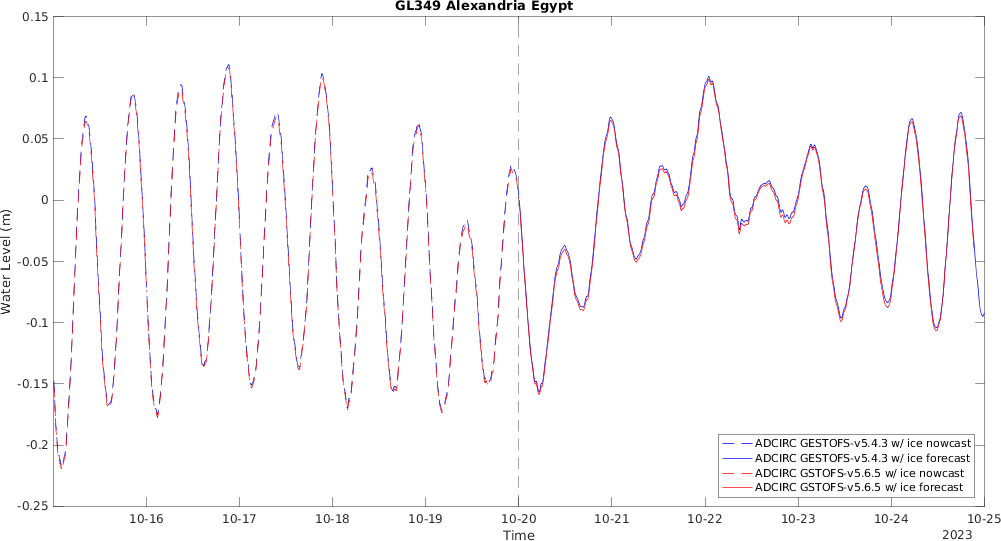 GL349 Alexandria Egypt
0.15
0.1
0.05
0
-0.05
-0.1
-0.15
-0.2
-0.25
Water Level (m)
ADCIRC GESTOFS-v5.4.3 w/ ice nowcast
ADCIRC GESTOFS-v5.4.3 w/ ice forecast
ADCIRC GSTOFS-v5.6.5 w/ ice nowcast
ADCIRC GSTOFS-v5.6.5 w/ ice forecast
10-16 10-17 10-18 10-19 10-20 10-21 10-22 10-23 10-24 10-25
Time
2023